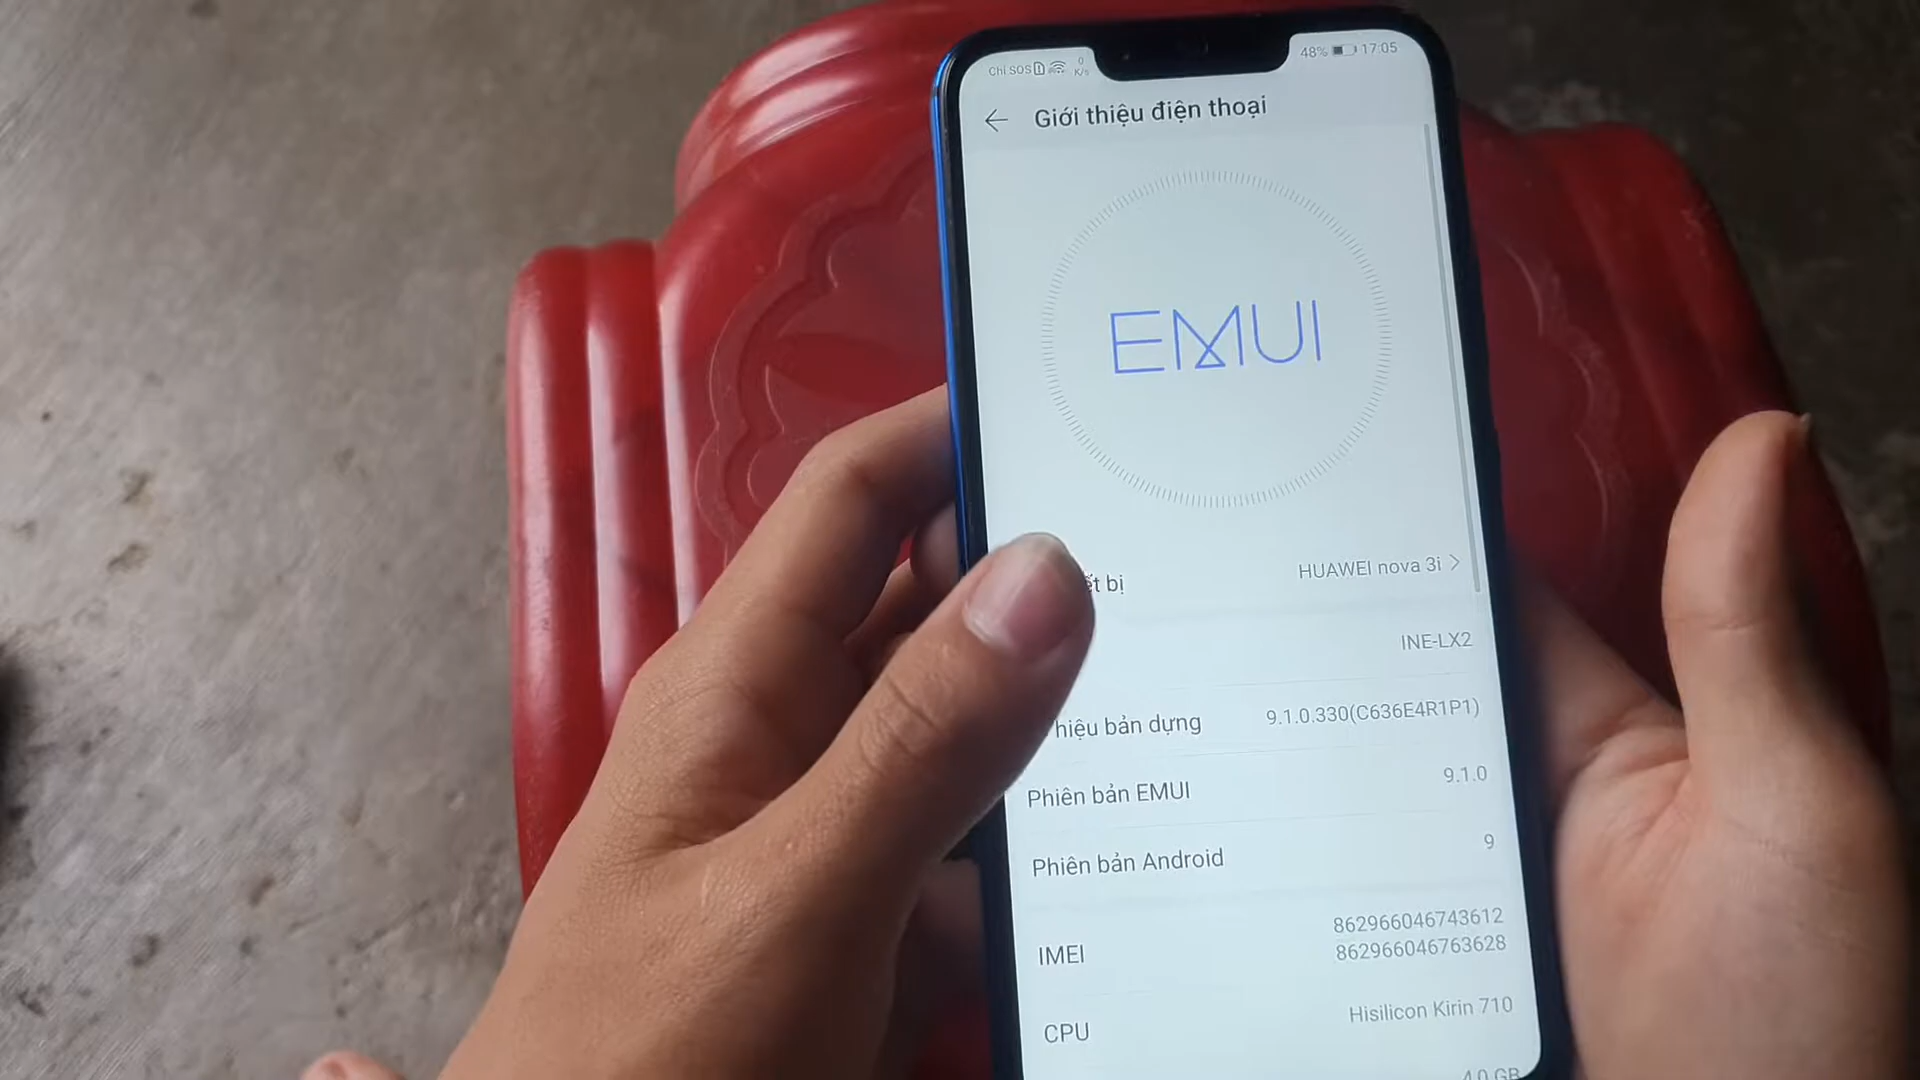 Chỉ SOS 0 K/s 48% 17:05
Giới thiệu điện thoại
EMUI
ết bị HUAWEI nova 3i
INE-LX2
hiệu bản dựng 9.1.0.330(C636E4R1P1)
Phiên bản EMUI 9.1.0
Phiên bản Android 9
IMEI 862966046743612
862966046763628
CPU Hisilicon Kirin 710
4.0 GB